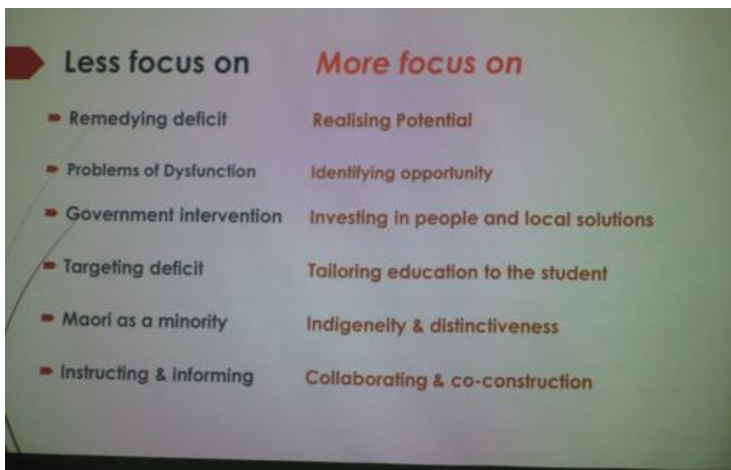 Less focus on More focus on
Remedying deficit Realising Potential
Problems of Dysfunction Identifying opportunity
Government intervention Investing in people and local solutions
Targeting deficit Tailoring education to the student
Maori as a minority Indigeneity & distinctiveness
Instructing & informing Collaborating & co-construction